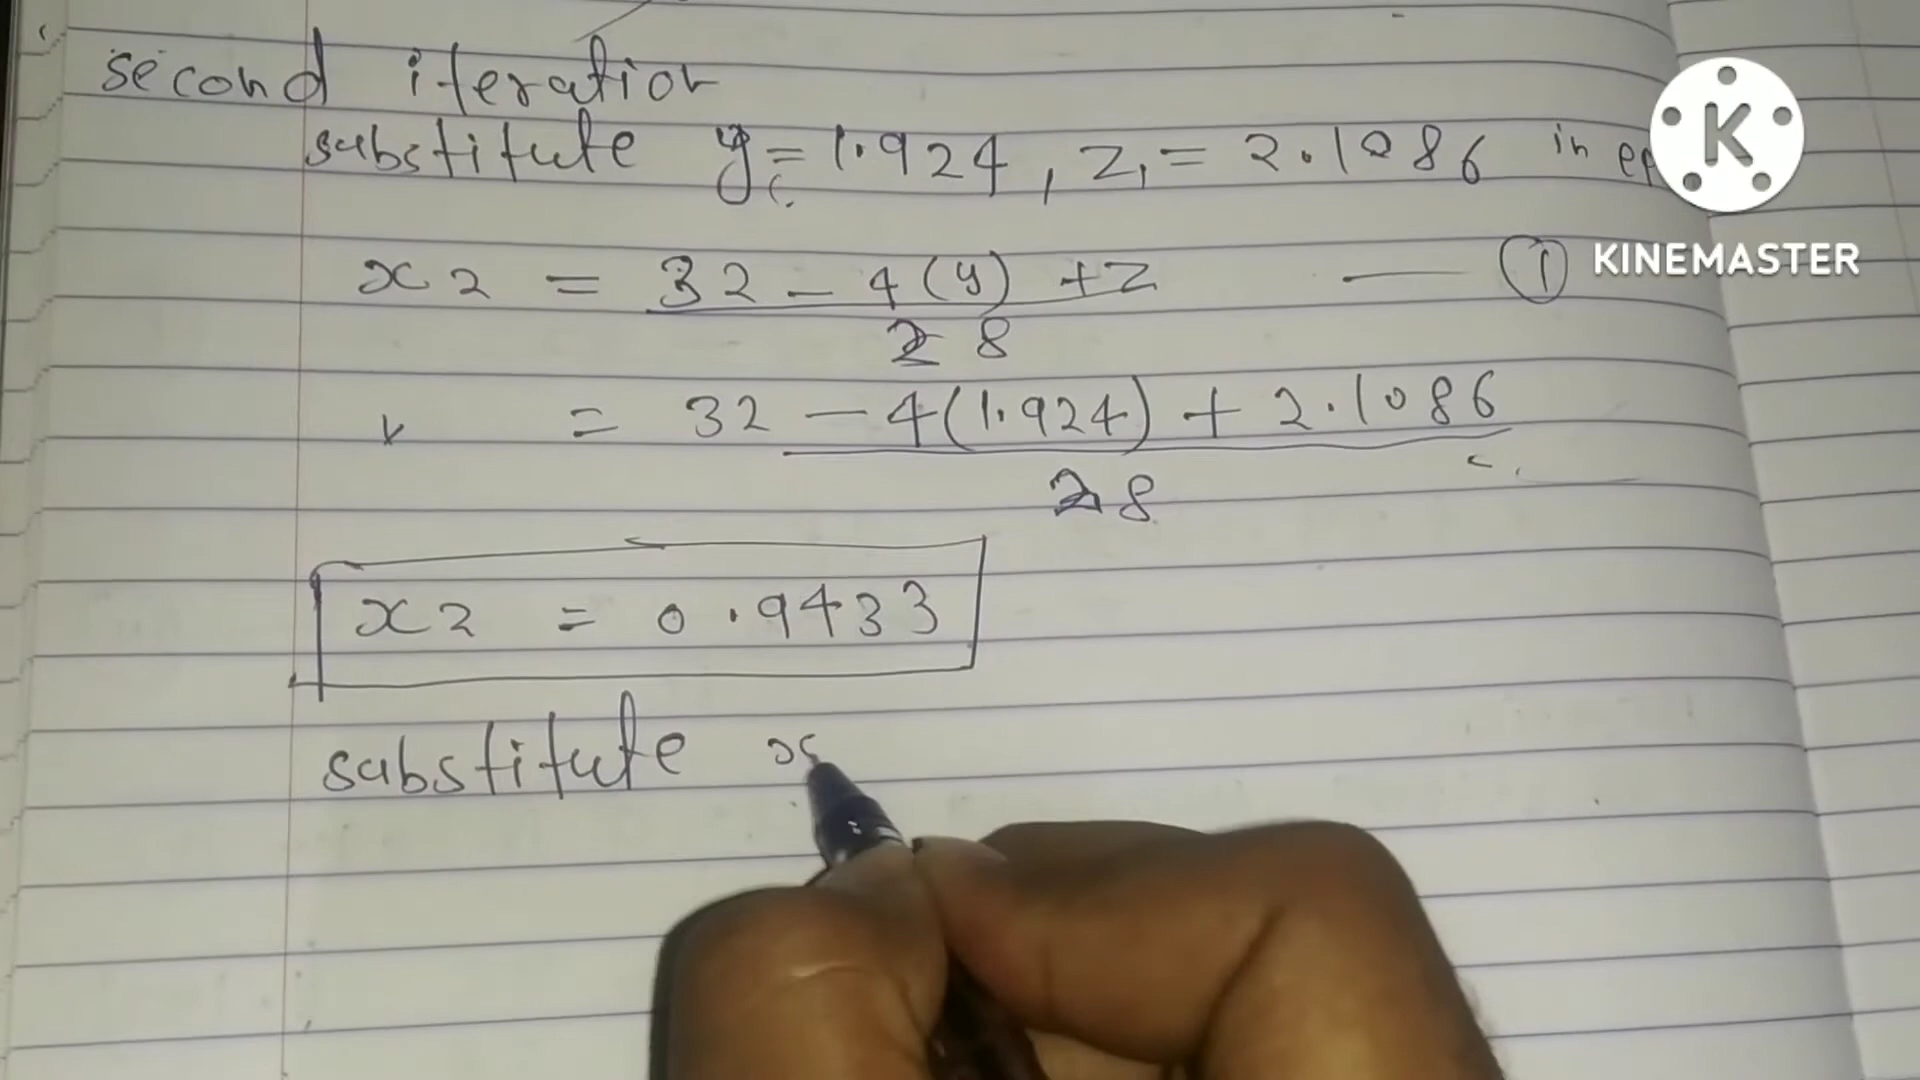 second iteration
substitute y₁ = 1.924, z₁ = 2.1086 in eq
K
KINEMASTER
x2 = 32 - 4(y) + z — ①
28
= 32 - 4(1.924) + 2.1086
28
x2 = 0.9433
substitute x